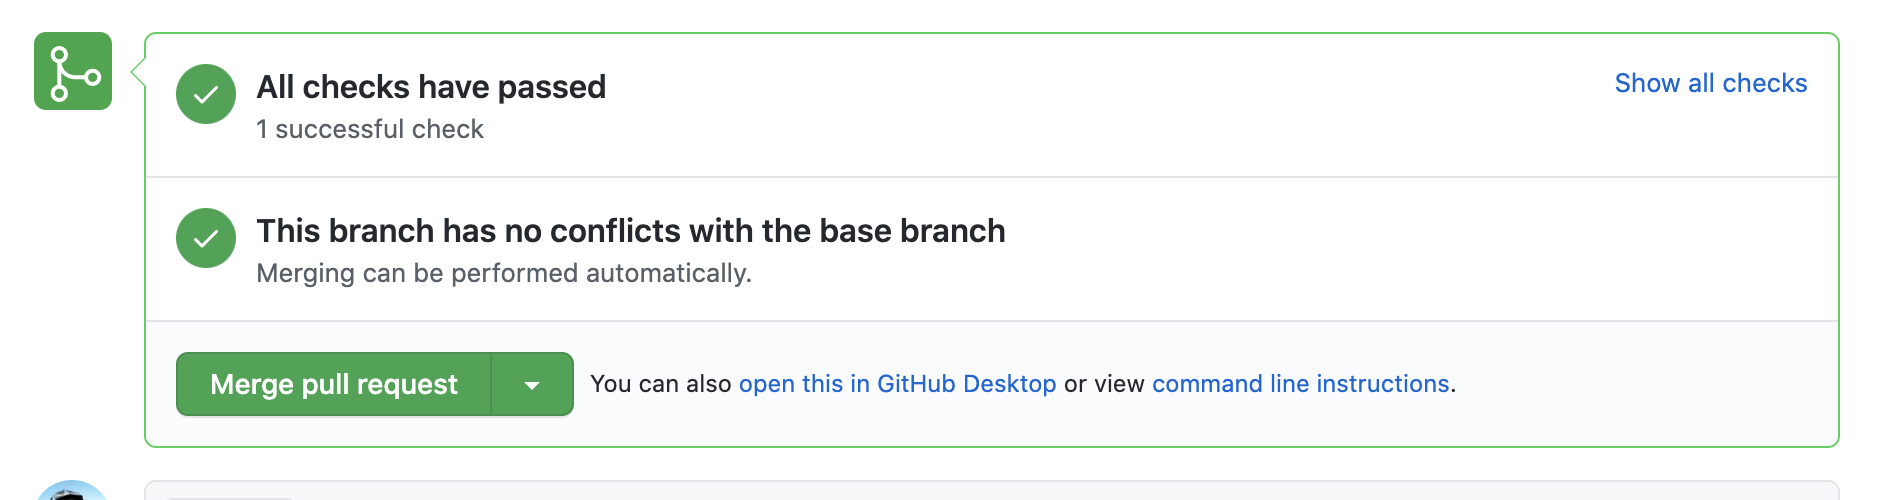 All checks have passed
Show all checks
1 successful check
This branch has no conflicts with the base branch
Merging can be performed automatically.
Merge pull request
You can also open this in GitHub Desktop or view command line instructions.